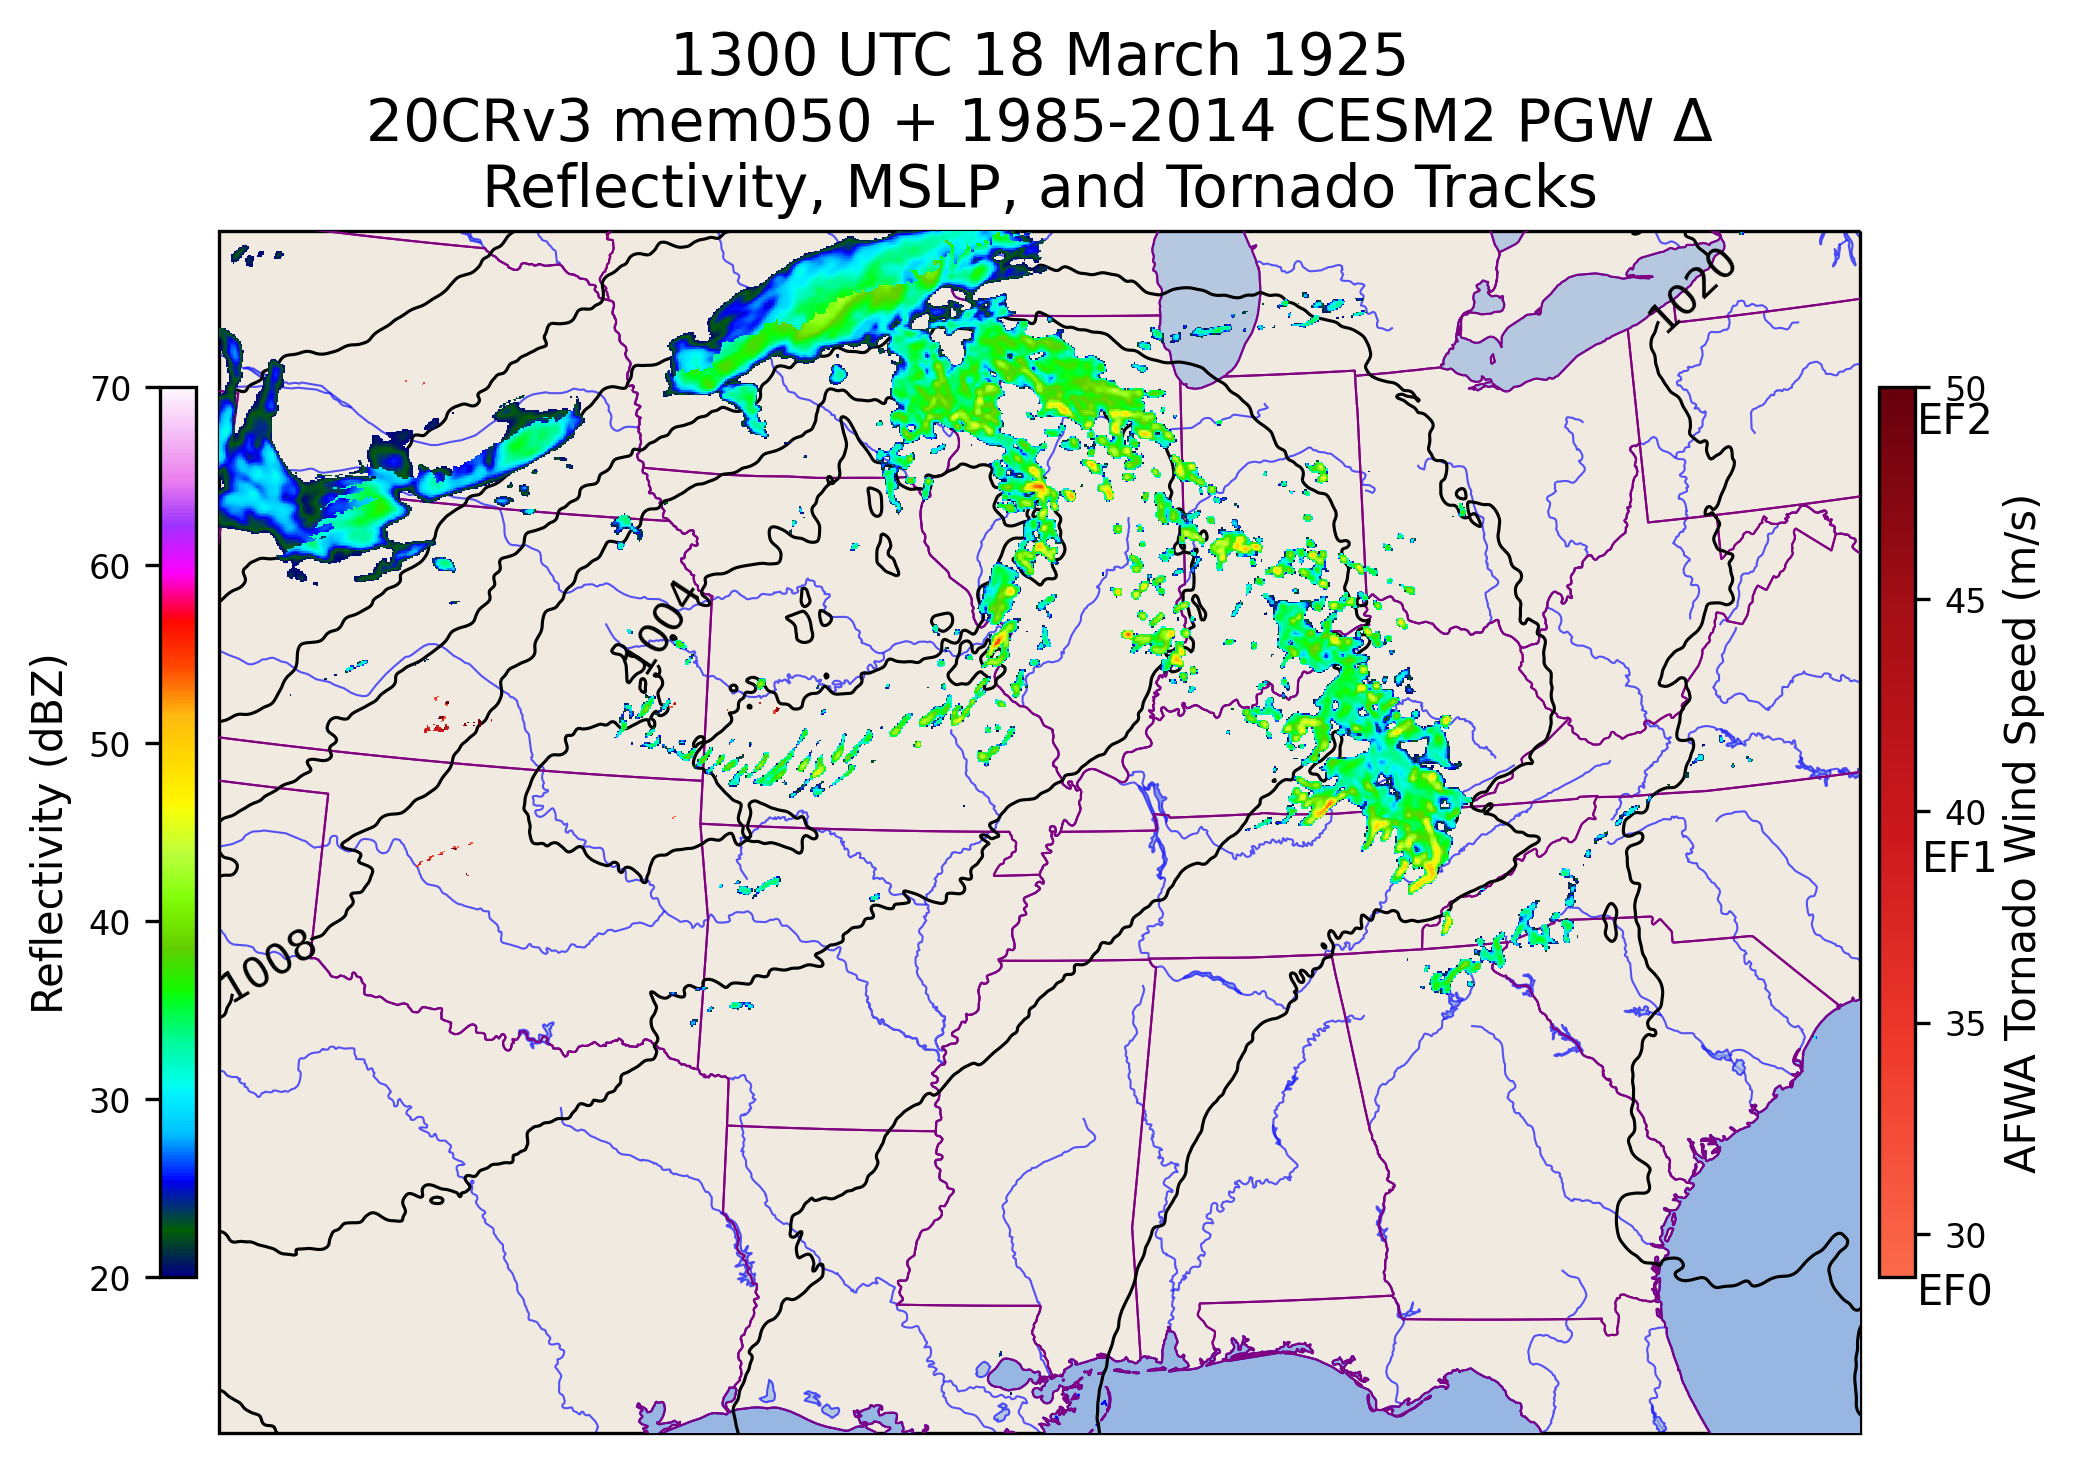 1300 UTC 18 March 1925
20CRv3 mem050 + 1985-2014 CESM2 PGW Δ
Reflectivity, MSLP, and Tornado Tracks
Reflectivity (dBZ)
70
60
50
40
30
20
1020
1004
1008
50
EF2
45
40
EF1
35
30
EF0
AFWA Tornado Wind Speed (m/s)